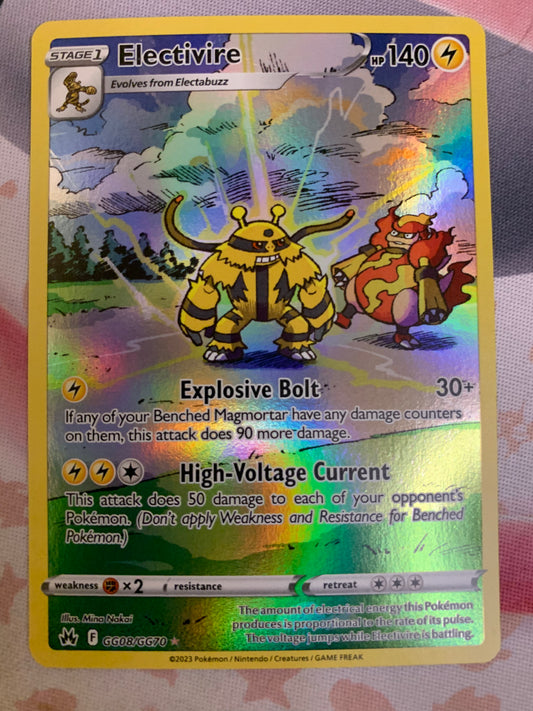 STAGE 1 Electivire HP 140
Evolves from Electabuzz
Explosive Bolt 30+
If any of your Benched Magmortar have any damage counters
on them, this attack does 90 more damage.
High-Voltage Current
This attack does 50 damage to each of your opponent's
Pokémon. (Don't apply Weakness and Resistance for Benched
Pokémon.)
weakness ×2 resistance retreat
Illus. Mina Nakai
F GG08/GG70
The amount of electrical energy this Pokémon
produces is proportional to the rate of its pulse.
The voltage jumps while Electivire is battling.
©2023 Pokémon / Nintendo / Creatures / GAME FREAK